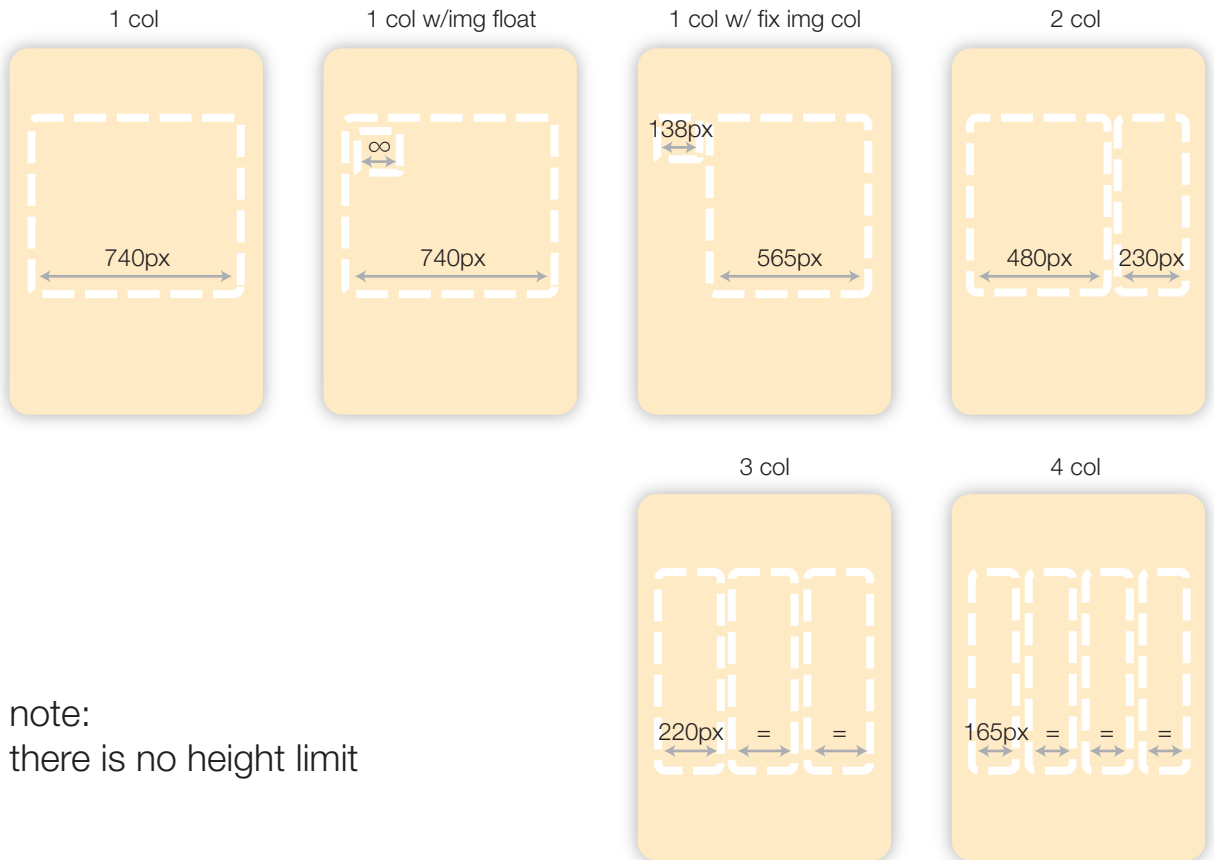 1 col
1 col w/img float
1 col w/ fix img col
2 col
138px
∞
740px
740px
565px
480px
230px
3 col
4 col
note:
there is no height limit
220px = =
165px = = =